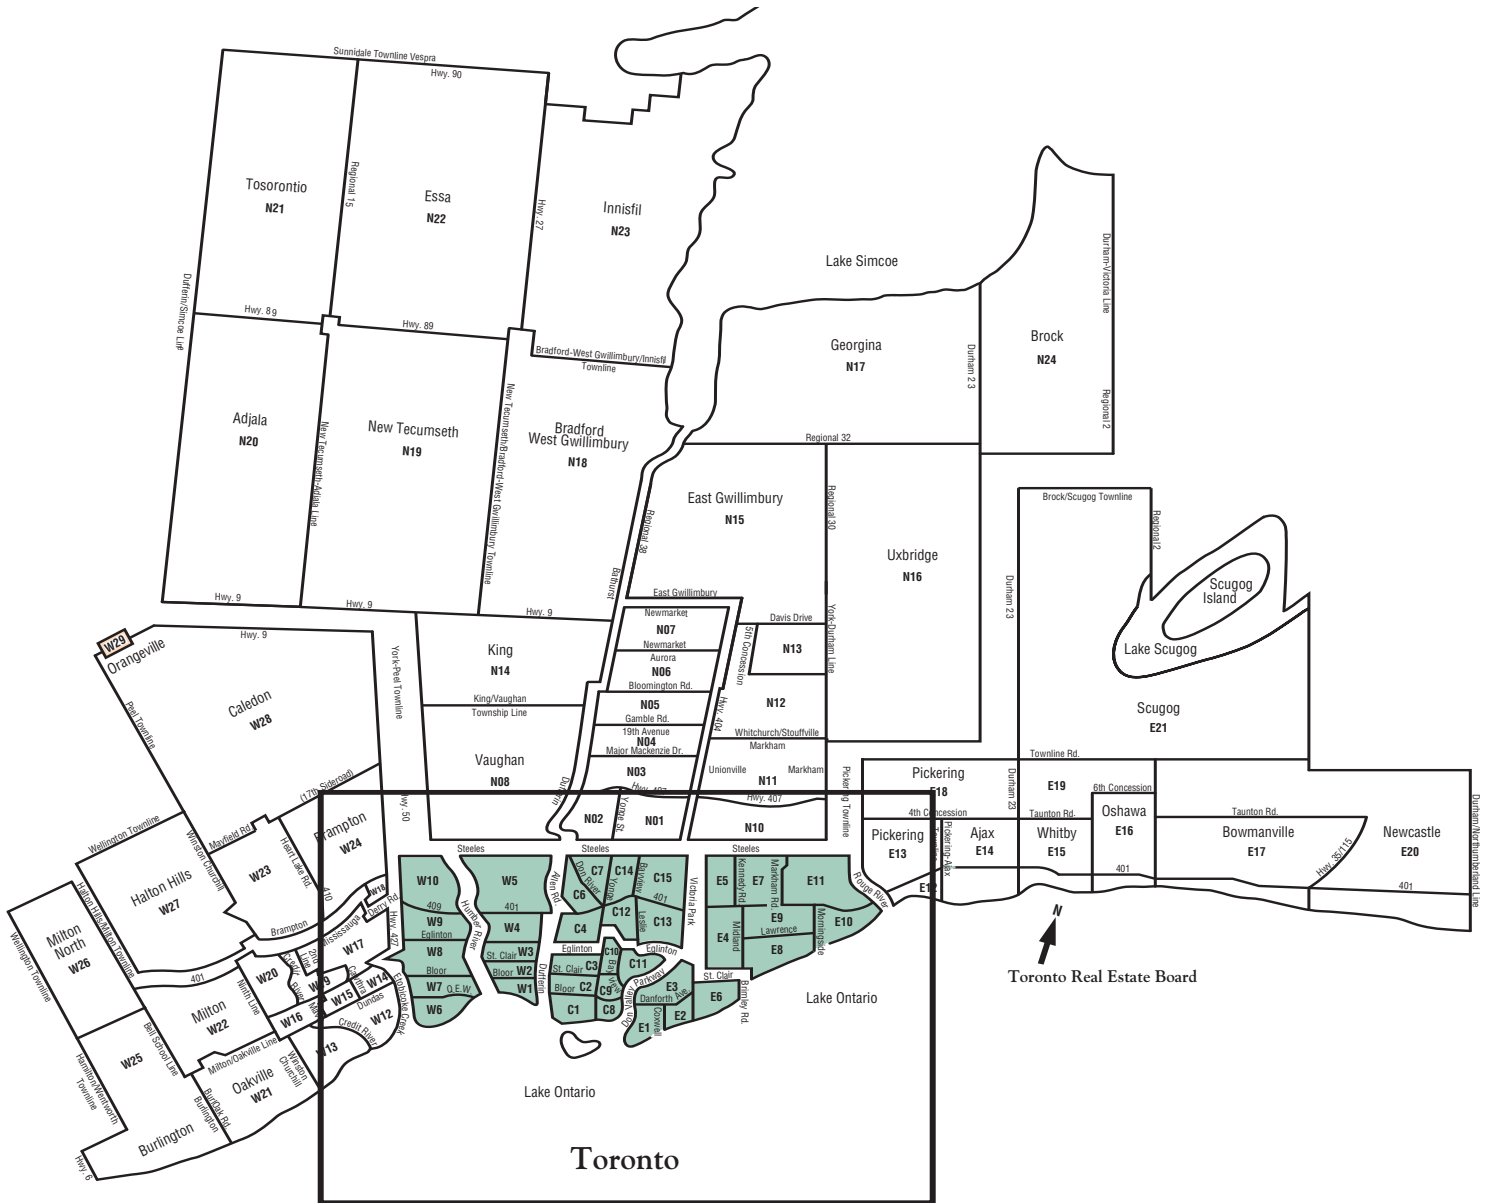 Sunnidale Townline Vespra
Hwy. 90
Tosorontio
N21
Regional 15
Essa
N22
Hwy. 27
Innisfil
N23
Lake Simcoe
Durham-Victoria Line
Dufferin/Simcoe Line
Hwy. 89
Hwy. 89
Bradford-West Gwillimbury/Innisfil
Townline
Georgina
N17
Durham 23
Brock
N24
Regional 2
Adjala
N20
New Tecumseth-Adjala Line
New Tecumseth
N19
New Tecumseth/Bradford-West Gwillimbury Townline
Bradford
West Gwillimbury
N18
Regional 32
East Gwillimbury
N15
Regional 38
Regional 30
Brock/Scugog Townline
Regional 2
Uxbridge
N16
Durham 23
Scugog
Island
Lake Scugog
Scugog
E21
Bathurst
Hwy. 9
Hwy. 9
Hwy. 9
East Gwillimbury
Newmarket
N07
Newmarket
Aurora
N06
Bloomington Rd.
N05
Gamble Rd.
19th Avenue
N04
Major Mackenzie Dr.
N03
Hwy. 407
Davis Drive
5th Concession
N13
York-Durham Line
N12
Hwy. 404
Whitchurch/Stouffville
Markham
Unionville
Markham
N11
Hwy. 407
N10
W29
Orangeville
Hwy. 9
Peel Townline
Caledon
W28
York-Peel Townline
King
N14
King/Vaughan
Township Line
Vaughan
N08
Dufferin
N02
Yonge St.
N01
Pickering Townline
Townline Rd.
Pickering
E18
Durham 23
E19
6th Concession
4th Concession
Taunton Rd.
Oshawa
E16
Taunton Rd.
Bowmanville
E17
Hwy. 35/115
Newcastle
E20
Durham/Northumberland Line
Pickering
E13
Pickering-Ajax
Townline
Ajax
E14
Whitby
E15
401
401
E12
(17th Sideroad)
Hwy. 50
Wellington Townline
Mayfield Rd.
Winston Churchill
Heart Lake Rd.
Brampton
W24
W23
410
Halton Hills
W27
Halton Hills/Milton Townline
W18
Derry Rd.
Brampton
Mississauga
Hwy. 427
Milton
North
W26
Wellington Townline
401
W17
2nd Line
Credit River
W20
Ninth Line
W19
Cawthra
W14
Mavis
W15
Dundas
W16
W12
Credit River
Etobicoke Creek
W13
Milton
W22
Bell School Line
Milton/Oakville Line
Winston
Churchill
W25
Hamilton/Wentworth
Townline
Oakville
W21
BurlOak Rd.
Burlington
Burlington
Hwy. 6
Steeles
Steeles
Steeles
W10
409
W9
Eglinton
W8
Bloor
W7
Q.E.W.
W6
Humber River
W5
401
W4
St. Clair
W3
Bloor
W2
W1
Allen Rd.
Dufferin
C7
Don River
C6
C4
C14
Yonge
Bayview
C15
401
C12
Leslie
C13
Victoria Park
Eglinton
St. Clair
C3
Bloor
C2
C1
C10
Bayview
C9
C8
Eglinton
C11
Don Valley Parkway
E3
Danforth Ave.
E1
Coxwell
E2
St. Clair
E6
Brimley Rd.
E5
Kennedy Rd
E7
Markham Rd.
E11
Rouge River
E9
Morningside
E10
Lawrence
E4
Midland
E8
Lake Ontario
Lake Ontario
N
Toronto Real Estate Board
Toronto